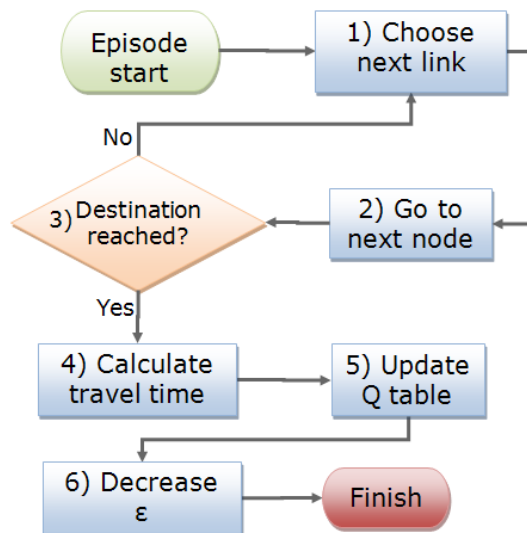 Episode
start
1) Choose
next link
No
3) Destination
reached?
2) Go to
next node
Yes
4) Calculate
travel time
5) Update
Q table
6) Decrease
ε
Finish